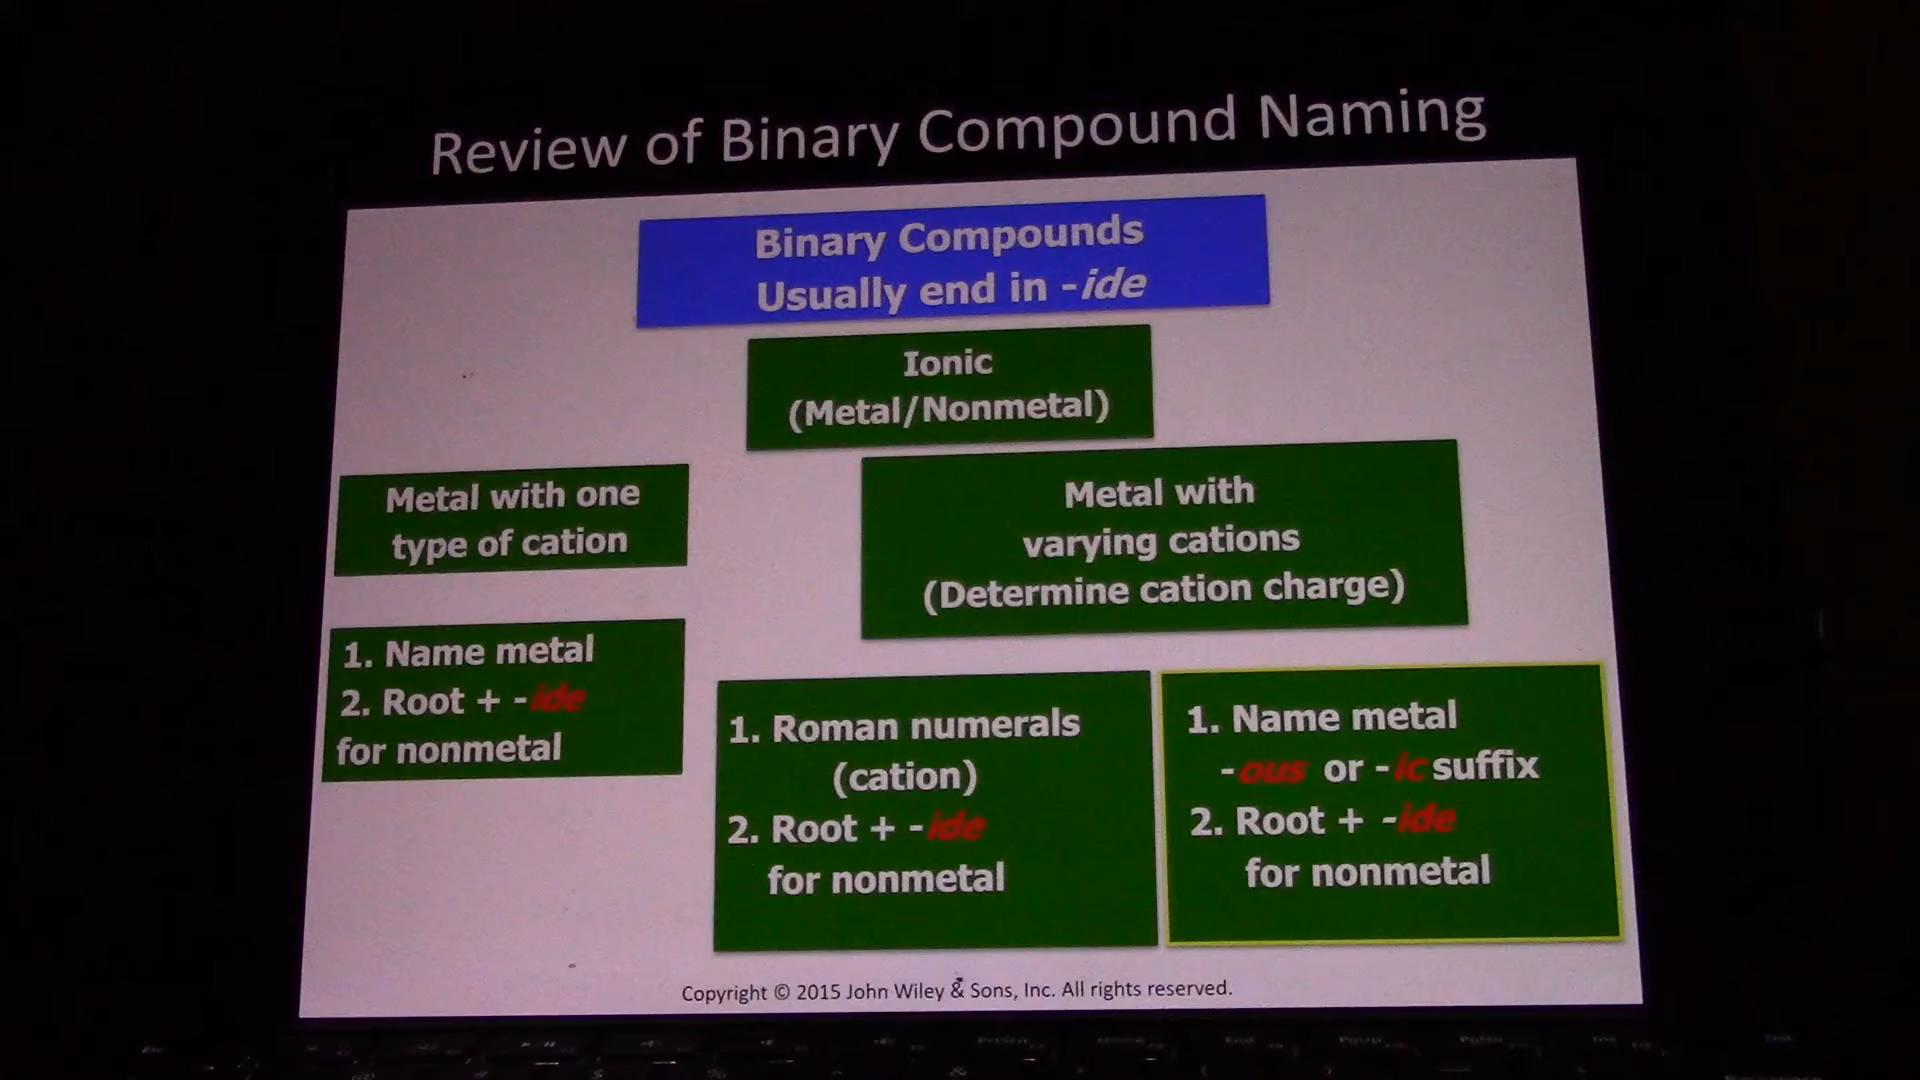 Review of Binary Compound Naming
Binary Compounds
Usually end in -ide
Ionic
(Metal/Nonmetal)
Metal with one
type of cation
Metal with
varying cations
(Determine cation charge)
1. Name metal
2. Root + -ide
for nonmetal
1. Roman numerals
(cation)
2. Root + -ide
for nonmetal
1. Name metal
-ous or -ic suffix
2. Root + -ide
for nonmetal
Copyright © 2015 John Wiley & Sons, Inc. All rights reserved.